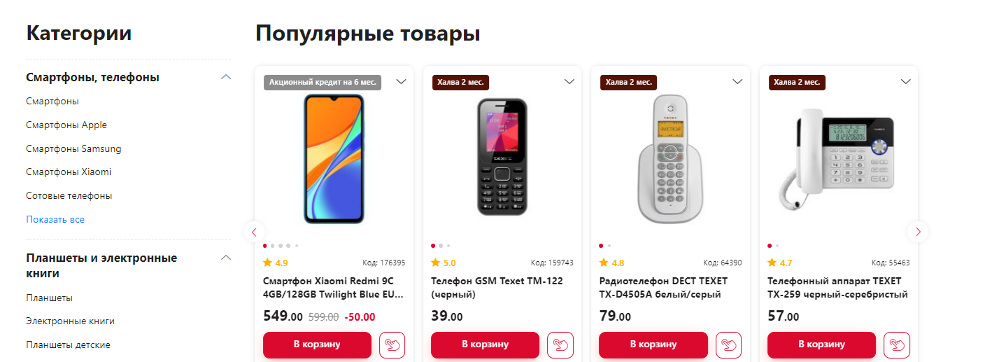 Категории
Популярные товары
Смартфоны, телефоны
Смартфоны
Смартфоны Apple
Смартфоны Samsung
Смартфоны Xiaomi
Сотовые телефоны
Показать все
Планшеты и электронные
книги
Планшеты
Электронные книги
Планшеты детские
Акционный кредит на 6 мес.
4.9
Код: 176395
Смартфон Xiaomi Redmi 9C
4GB/128GB Twilight Blue EU...
549.00 599.00 -50.00
В корзину
Халва 2 мес.
texet
5.0
Код: 159743
Телефон GSM Texet TM-122
(черный)
39.00
В корзину
Халва 2 мес.
texet
АНАСТАСИЯ
4.8
Код: 64390
Радиотелефон DECT TEXET
TX-D4505A белый/серый
79.00
В корзину
Халва 2 мес.
texet
4.7
Код: 55463
Телефонный аппарат TEXET
TX-259 черный-серебристый
57.00
В корзину